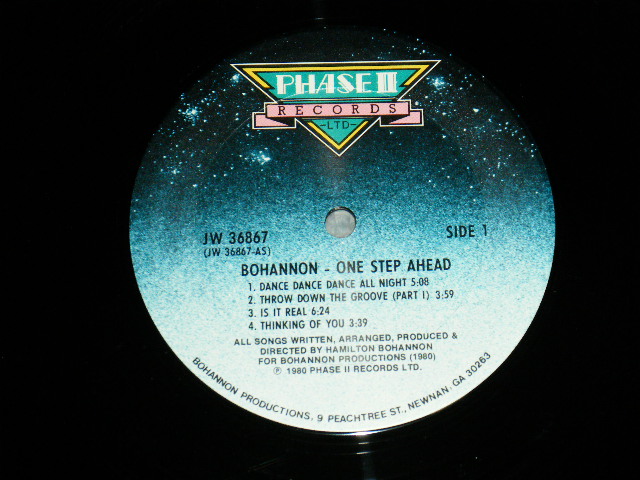 PHASE II
RECORDS
-LTD-
JW 36867
(JW 36867-AS)
SIDE 1
BOHANNON - ONE STEP AHEAD
1. DANCE DANCE DANCE ALL NIGHT 5:08
2. THROW DOWN THE GROOVE (PART I) 3:59
3. IS IT REAL 6:24
4. THINKING OF YOU 3:39
ALL SONGS WRITTEN, ARRANGED, PRODUCED &
DIRECTED BY HAMILTON BOHANNON
FOR BOHANNON PRODUCTIONS (1980)
Ⓟ 1980 PHASE II RECORDS LTD.
BOHANNON PRODUCTIONS, 9 PEACHTREE ST., NEWNAN, GA 30263